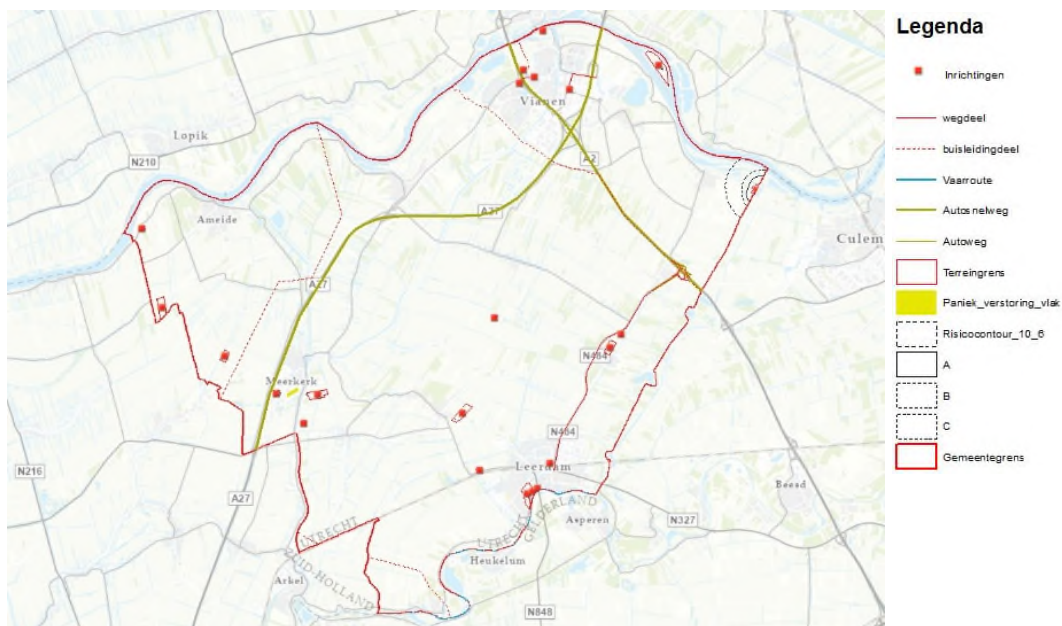 Lopik
N210
Vianen
A2
A27
Ameide
Culem
A27
N484
Meerkerk
N484
Leerdam
N216
Beesd
A27
UTRECHT
UTRECHT
GELDERLAND
Asperen
N327
ZUID-HOLLAND
Heukelum
Arkel
N848
Legenda
Inrichtingen
wegdeel
buisleidingdeel
Vaarroute
Autosnelweg
Autoweg
Terreingrens
Paniek_verstoring_vlak
Risicocontour_10_6
A
B
C
Gemeentegrens